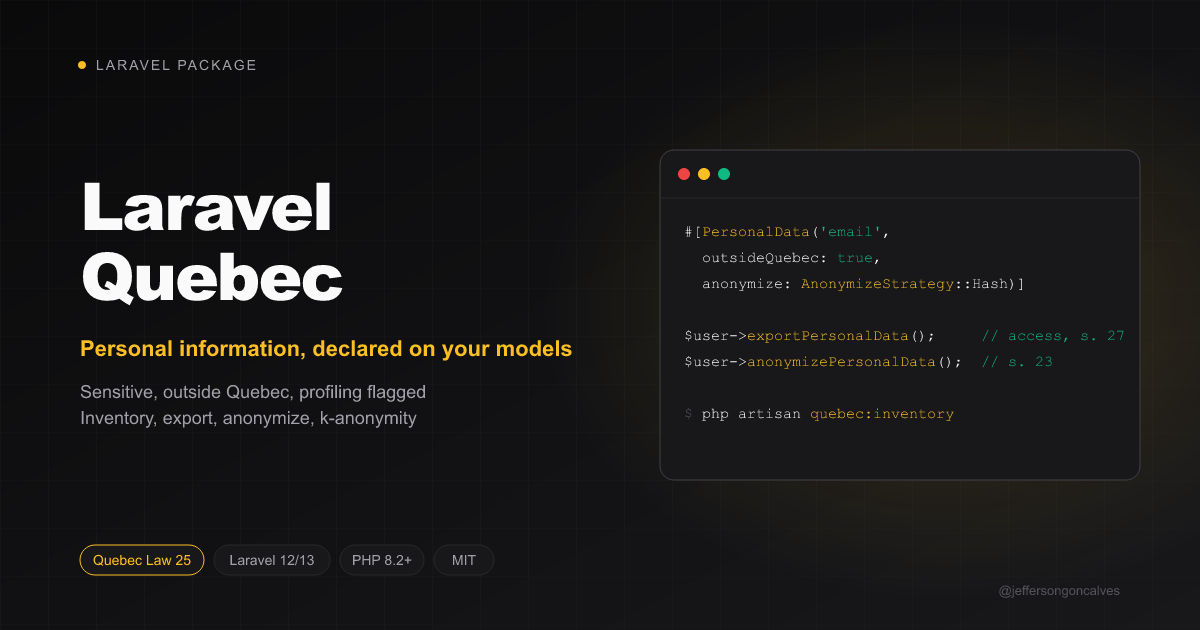 LARAVEL PACKAGE
Laravel
Quebec
Personal information, declared on your models
Sensitive, outside Quebec, profiling flagged
Inventory, export, anonymize, k-anonymity
#[PersonalData('email',
  outsideQuebec: true,
  anonymize: AnonymizeStrategy::Hash)]
$user->exportPersonalData();     // access, s. 27
$user->anonymizePersonalData();  // s. 23
$ php artisan quebec:inventory
Quebec Law 25
Laravel 12/13
PHP 8.2+
MIT
@jeffersongoncalves